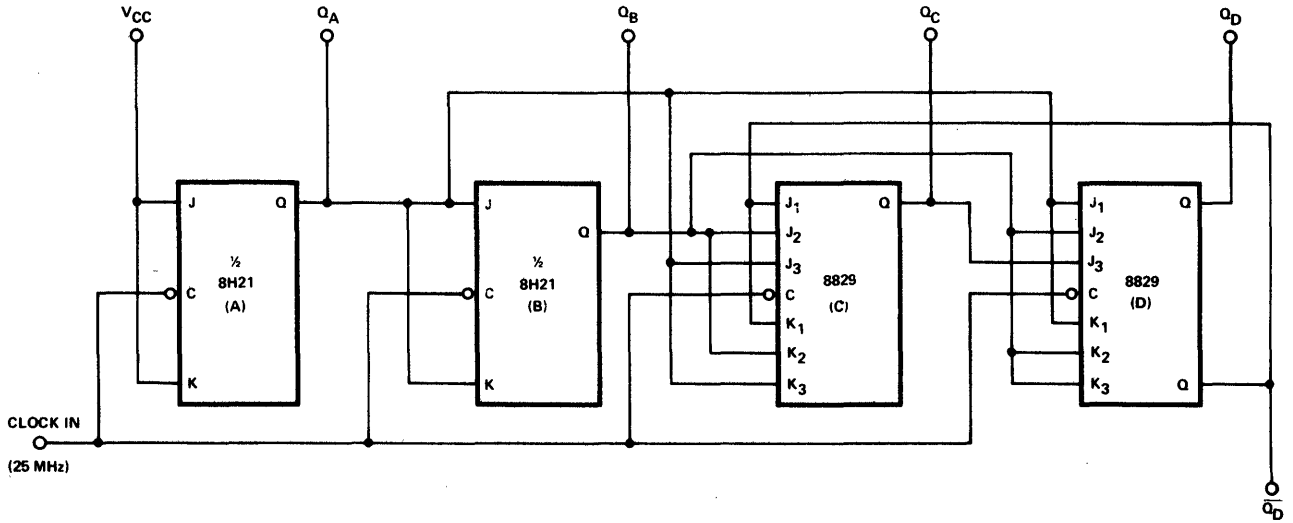 VCC
QA
QB
QC
QD
J
Q
C
K
½
8H21
(A)
J
Q
C
K
½
8H21
(B)
J1
J2
J3
C
K1
K2
K3
Q
8829
(C)
J1
J2
J3
C
K1
K2
K3
Q
8829
(D)
Q
CLOCK IN
(25 MHz)
Q̅D